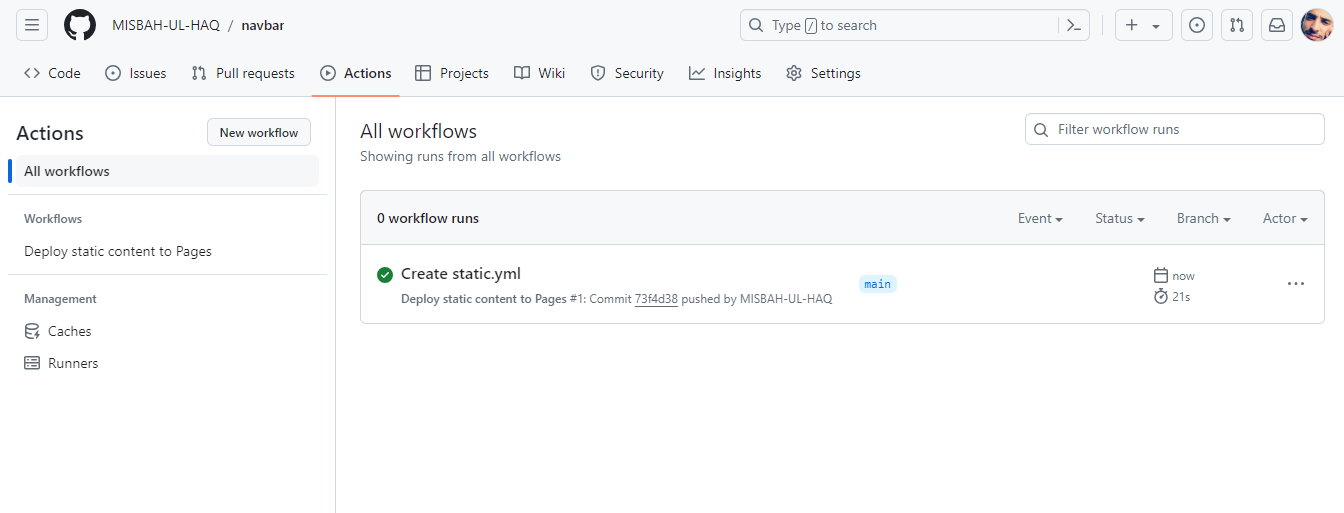 MISBAH-UL-HAQ / navbar
Type / to search
Code Issues Pull requests Actions Projects Wiki Security Insights Settings
Actions
New workflow
All workflows
Workflows
Deploy static content to Pages
Management
Caches
Runners
All workflows
Showing runs from all workflows
Filter workflow runs
0 workflow runs
Event Status Branch Actor
Create static.yml
Deploy static content to Pages #1: Commit 73f4d38 pushed by MISBAH-UL-HAQ
main
now
21s